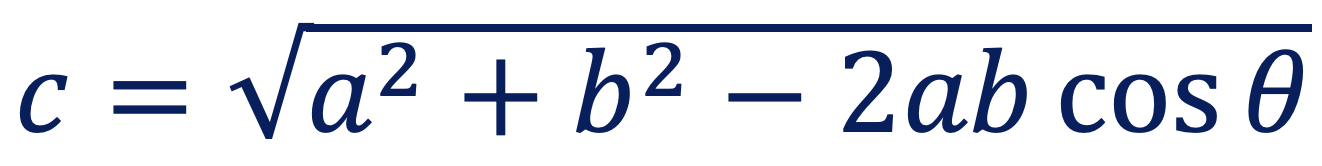 c = √a² + b² − 2ab cos θ